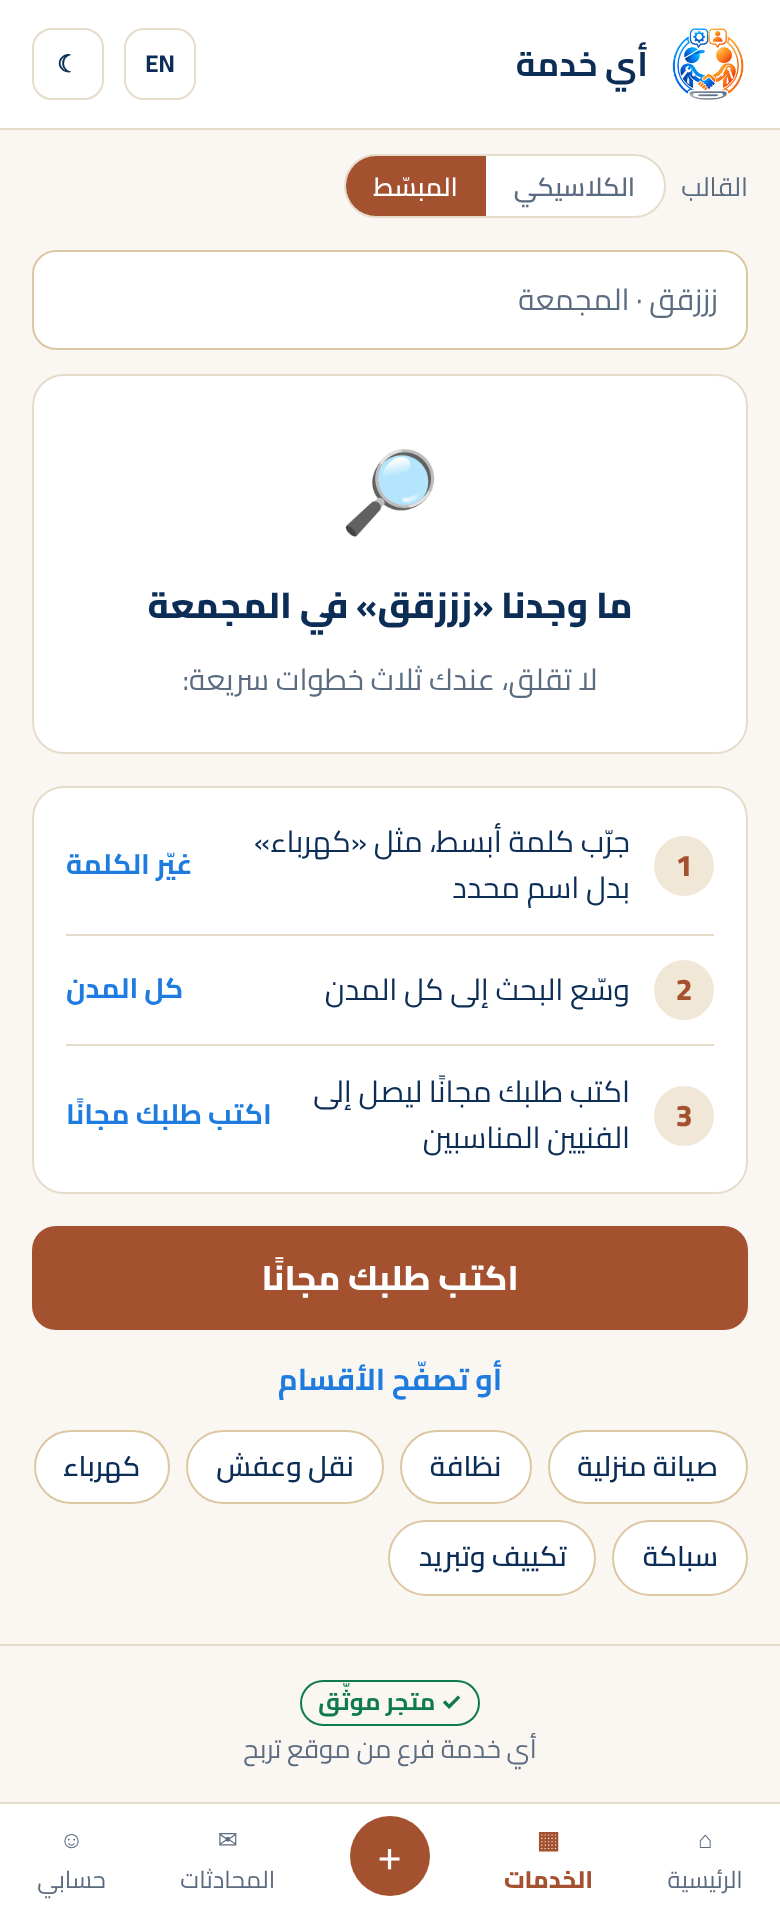 أي خدمة
EN
القالب
الكلاسيكي
المبسّط
زززقق · المجمعة
ما وجدنا «زززقق» في المجمعة
لا تقلق، عندك ثلاث خطوات سريعة:
1
جرّب كلمة أبسط، مثل «كهرباء»
بدل اسم محدد
غيّر الكلمة
2
وسّع البحث إلى كل المدن
كل المدن
3
اكتب طلبك مجانًا ليصل إلى
الفنيين المناسبين
اكتب طلبك مجانًا
اكتب طلبك مجانًا
أو تصفّح الأقسام
صيانة منزلية
نظافة
نقل وعفش
كهرباء
سباكة
تكييف وتبريد
✓ متجر موثّق
أي خدمة فرع من موقع تربح
الرئيسية
الخدمات
+
المحادثات
حسابي